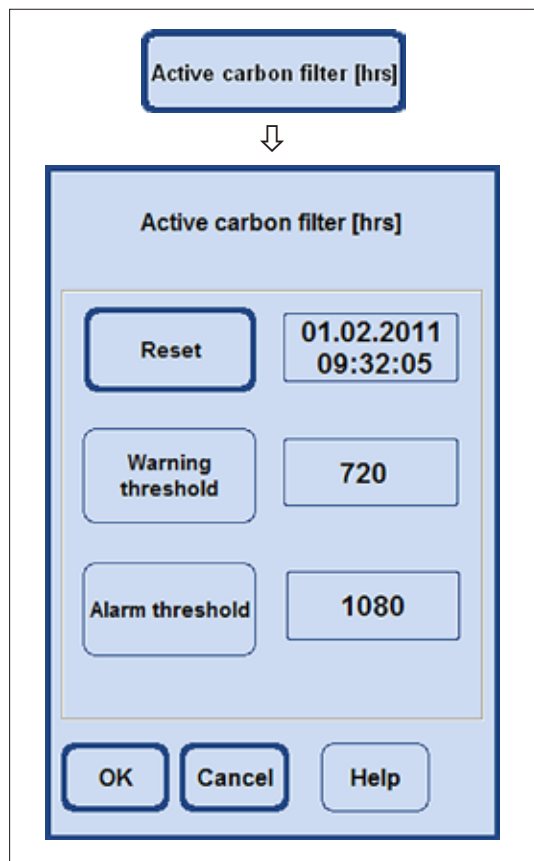 Active carbon filter [hrs]
Active carbon filter [hrs]
Reset
01.02.2011
09:32:05
Warning
threshold
720
Alarm threshold
1080
OK
Cancel
Help